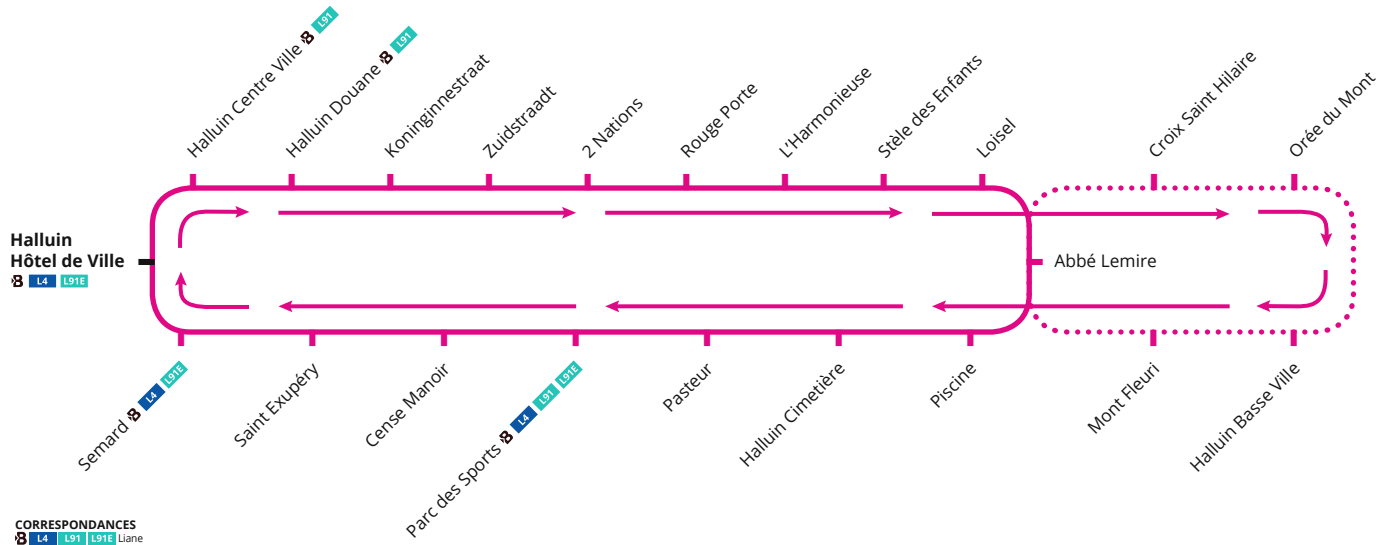 Halluin Centre Ville B L91
Halluin Douane B L91
Koninginnestraat
Zuidstraadt
2 Nations
Rouge Porte
L'Harmonieuse
Stèle des Enfants
Loisel
Croix Saint Hilaire
Orée du Mont
Halluin
Hôtel de Ville
B L4 L91E
Abbé Lemire
Semard B L4 L91E
Saint Exupéry
Cense Manoir
Parc des Sports B L4 L91 L91E
Pasteur
Halluin Cimetière
Piscine
Mont Fleuri
Halluin Basse Ville
CORRESPONDANCES
B L4 L91 L91E Liane